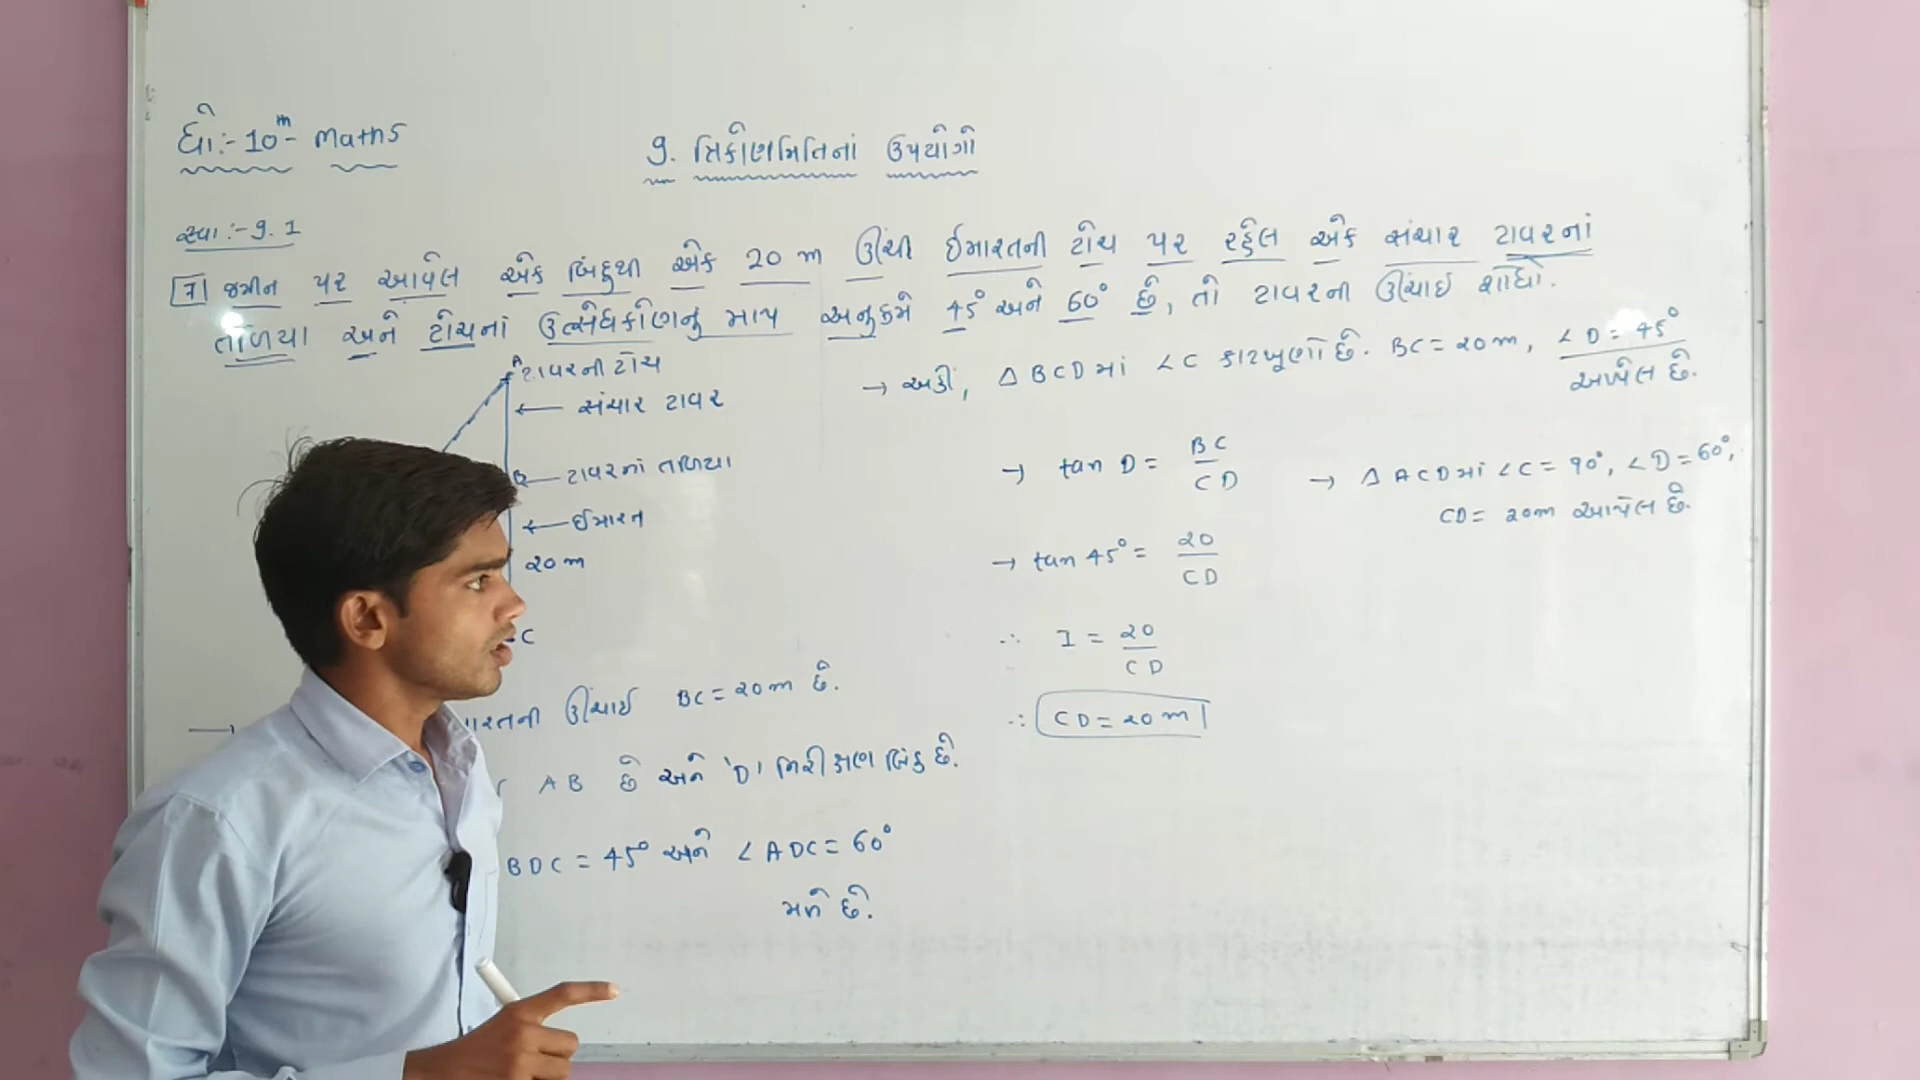 ધો:-10th- Maths
9. ત્રિકોણમિતિનાં ઉપયોગો
સ્વા:-9.1
7 જમીન પર આવેલ એક બિંદુથી એક 20 m ઊંચી ઈમારતની ટોચ પર રહેલ એક સંચાર ટાવરનાં
તળિયા અને ટોચનાં ઉત્સેધકોણનું માપ અનુક્રમે 45° અને 60° છે, તો ટાવરની ઊંચાઈ શોધો.
A ટાવરની ટોચ
← સંચાર ટાવર
B ← ટાવરનાં તળિયા
← ઈમારત
20 m
C
ઊંચાઈ BC = 20m છે.
AB છે અને 'D' નિરીક્ષણ બિંદુ છે.
BDC = 45° અને ∠ADC = 60°
મળે છે.
→ અહીં, △BCD માં ∠C કાટખૂણો છે. BC = 20m, ∠D = 45°
આપેલ છે.
→ tan D = BC / CD
→ tan 45° = 20 / CD
∴ 1 = 20 / CD
∴ CD = 20 m
→ △ACD માં ∠C = 90°, ∠D = 60°,
CD = 20m આપેલ છે.